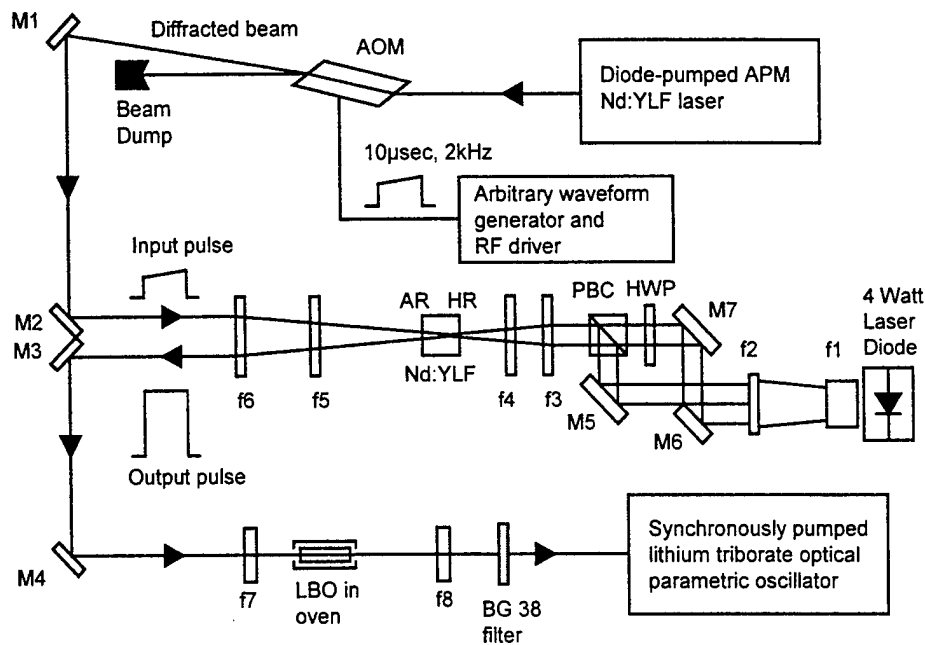 M1
Diffracted beam
AOM
Diode-pumped APM
Nd:YLF laser
Beam
Dump
10µsec, 2kHz
Arbitrary waveform
generator and
RF driver
Input pulse
M2
M3
AR HR
Nd:YLF
f6
f5
f4
f3
PBC
HWP
M7
f2
f1
4 Watt
Laser
Diode
M5
M6
Output pulse
M4
f7
LBO in
oven
f8
BG 38
filter
Synchronously pumped
lithium triborate optical
parametric oscillator